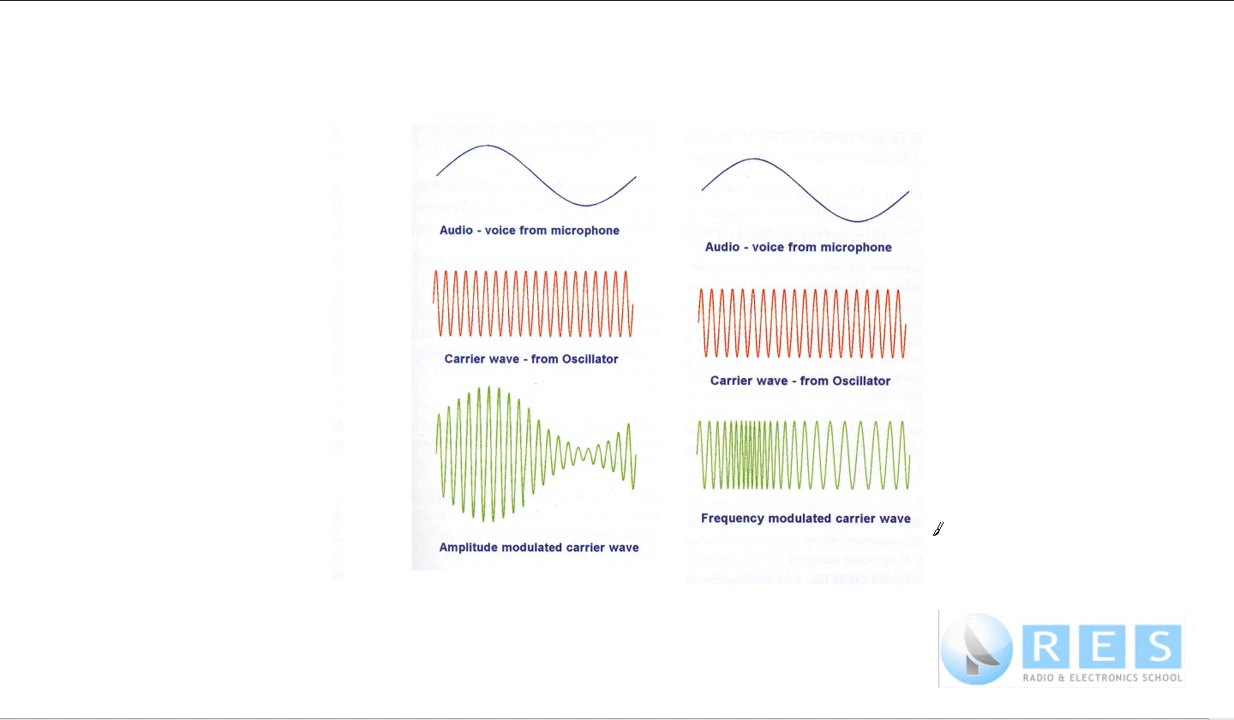 Audio - voice from microphone
Carrier wave - from Oscillator
Amplitude modulated carrier wave
Audio - voice from microphone
Carrier wave - from Oscillator
Frequency modulated carrier wave
RES
RADIO & ELECTRONICS SCHOOL